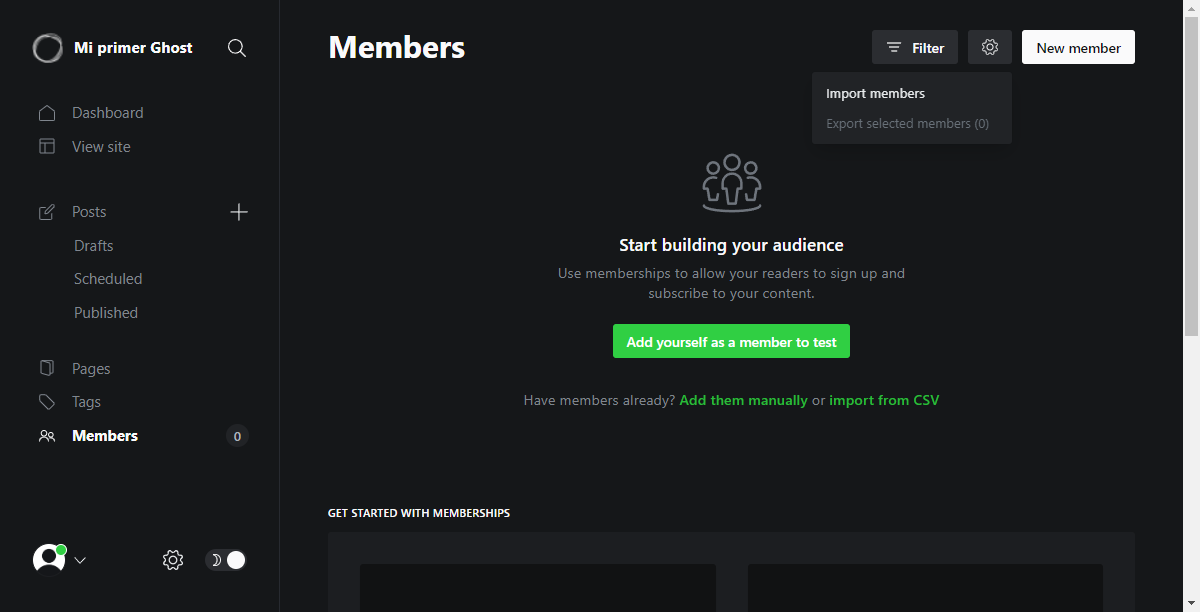 Mi primer Ghost
Dashboard
View site
Posts
Drafts
Scheduled
Published
Pages
Tags
Members 0
Members
Filter
New member
Import members
Export selected members (0)
Start building your audience
Use memberships to allow your readers to sign up and
subscribe to your content.
Add yourself as a member to test
Have members already? Add them manually or import from CSV
GET STARTED WITH MEMBERSHIPS